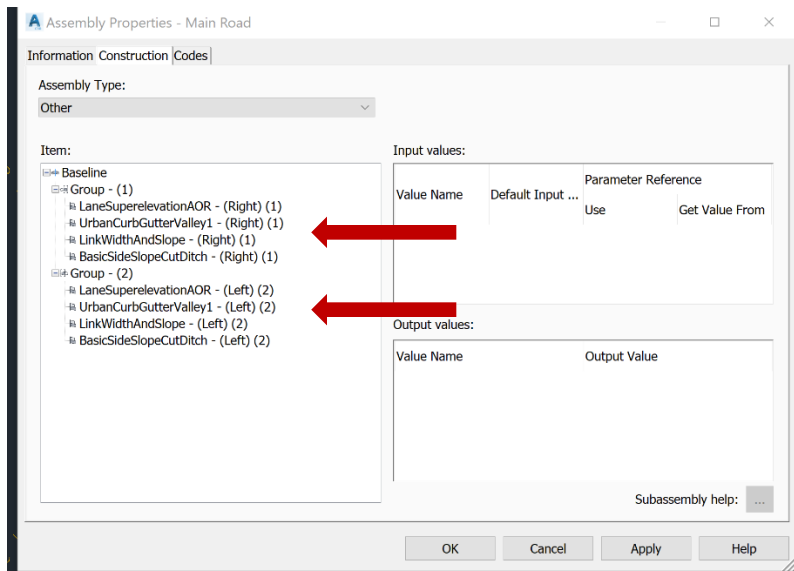 Assembly Properties - Main Road
Information Construction Codes
Assembly Type:
Other
Item:
Baseline
Group - (1)
LaneSuperelevationAOR - (Right) (1)
UrbanCurbGutterValley1 - (Right) (1)
LinkWidthAndSlope - (Right) (1)
BasicSideSlopeCutDitch - (Right) (1)
Group - (2)
LaneSuperelevationAOR - (Left) (2)
UrbanCurbGutterValley1 - (Left) (2)
LinkWidthAndSlope - (Left) (2)
BasicSideSlopeCutDitch - (Left) (2)
Input values:
Value Name Default Input ... Parameter Reference
Use Get Value From
Output values:
Value Name Output Value
Subassembly help: ...
OK Cancel Apply Help